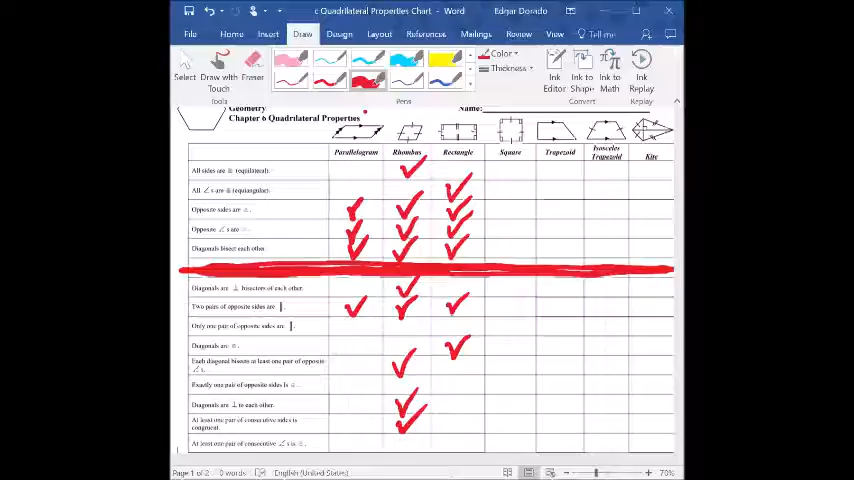 c Quadrilateral Properties Chart - Word Edgar Dorado
File Home Insert Draw Design Layout References Mailings Review View Tell me
Select Draw with Touch Eraser Color Thickness Ink Editor Ink to Shape Ink to Math Ink Replay
Tools Pens Convert Replay
Geometry Name:
Chapter 6 Quadrilateral Properties
Parallelogram Rhombus Rectangle Square Trapezoid Isosceles Trapezoid Kite
All sides are ≅ (equilateral).
All ∠s are ≅ (equiangular).
Opposite sides are ≅.
Opposite ∠s are ≅.
Diagonals bisect each other.
Diagonals are ⊥ bisectors of each other.
Two pairs of opposite sides are ∥.
Only one pair of opposite sides are ∥.
Diagonals are ≅.
Each diagonal bisects at least one pair of opposite
∠s.
Exactly one pair of opposite sides is ≅.
Diagonals are ⊥ to each other.
At least one pair of consecutive sides is
congruent.
At least one pair of consecutive ∠s is ≅.
Page 1 of 2 0 words English (United States) 70%